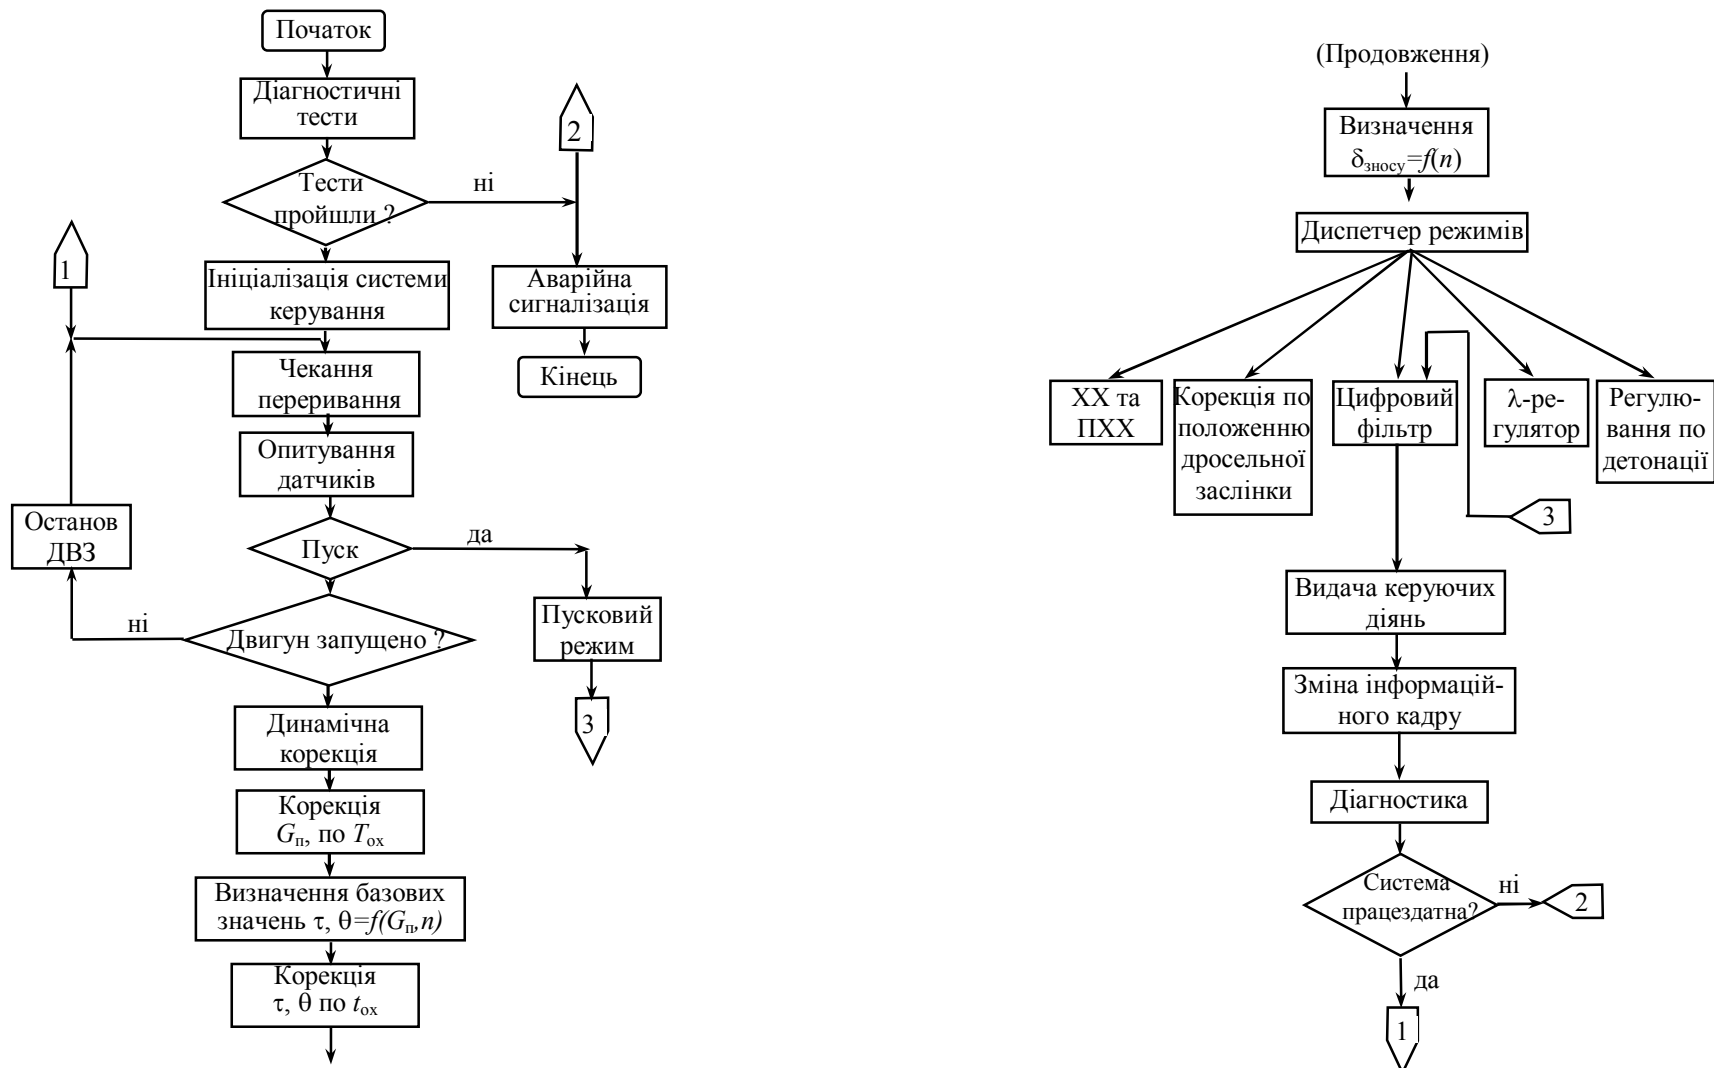 Початок
Діагностичні
тести
Тести
пройшли ?
ні
2
1
Ініціалізація системи
керування
Аварійна
сигналізація
Кінець
Чекання
переривання
Опитування
датчиків
Останов
ДВЗ
Пуск
да
ні
Двигун запущено ?
Пусковий
режим
3
Динамічна
корекція
Корекція
Gп, по Tох
Визначення базових
значень τ, θ=f(Gп,n)
Корекція
τ, θ по tох
(Продовження)
Визначення
δзносу=f(n)
Диспетчер режимів
ХХ та
ПХХ
Корекція по
положенню
дросельної
заслінки
Цифровий
фільтр
λ-ре-
гулятор
Регулю-
вання по
детонації
3
Видача керуючих
діянь
Зміна інформацій-
ного кадру
Діагностика
Система
працездатна?
ні
2
да
1